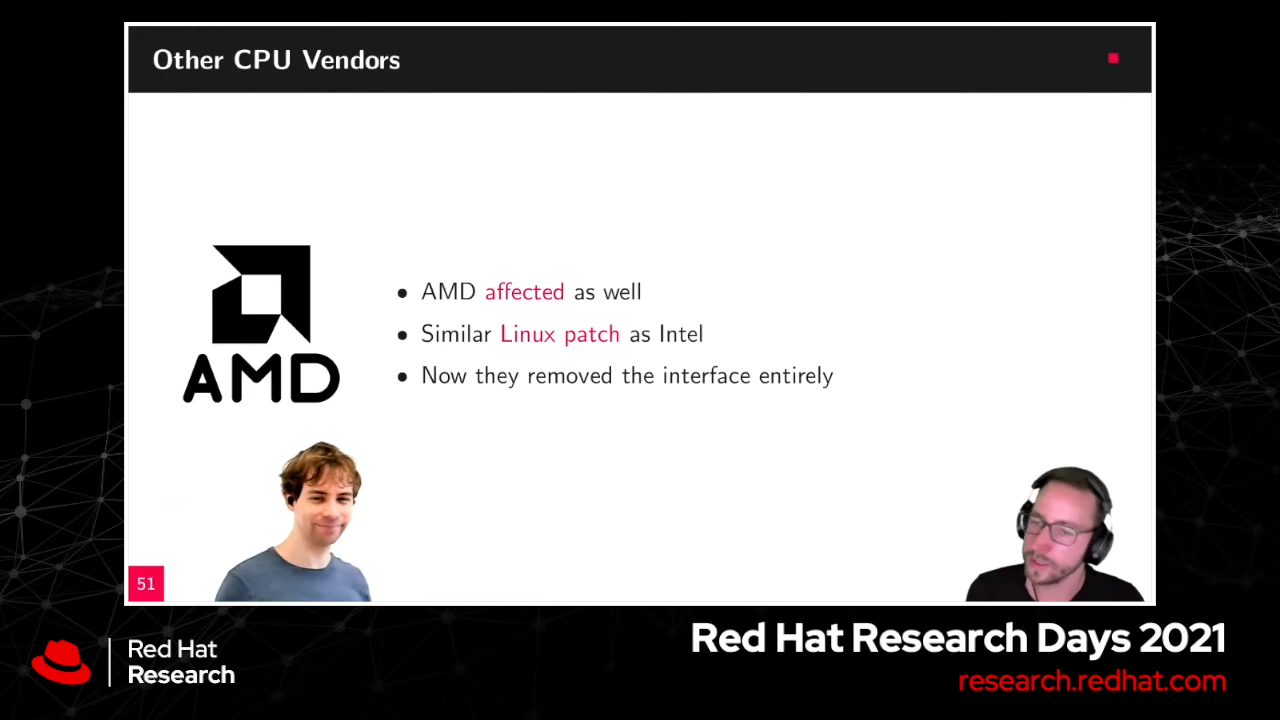 Other CPU Vendors
AMD
• AMD affected as well
• Similar Linux patch as Intel
• Now they removed the interface entirely
51
Red Hat
Research
Red Hat Research Days 2021
research.redhat.com